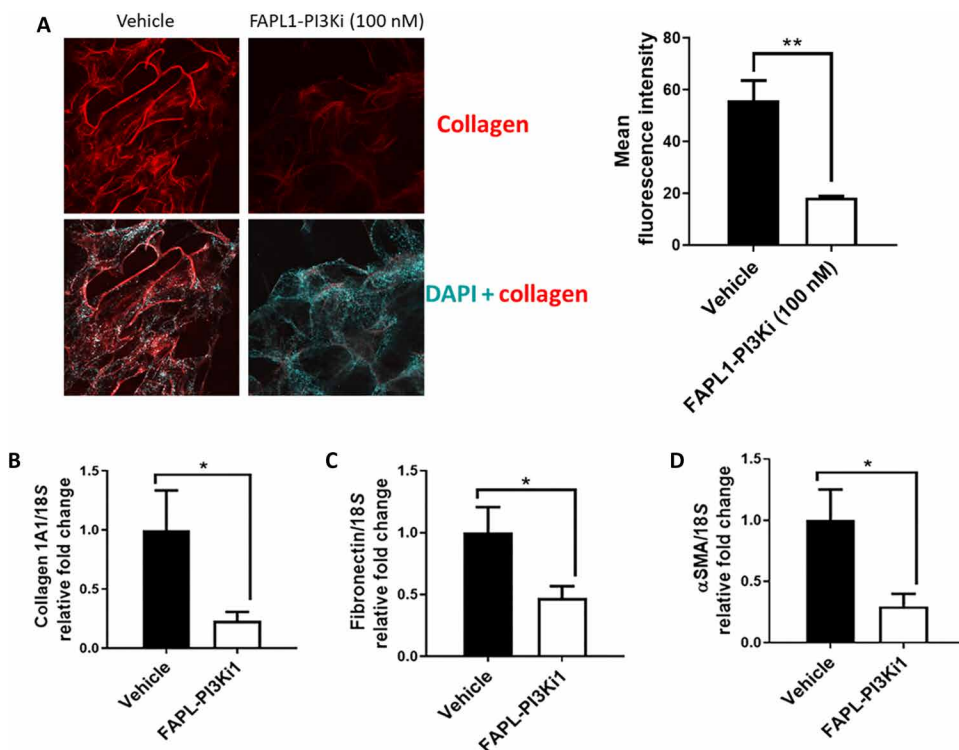 A
Vehicle
FAPL1-PI3Ki (100 nM)
Collagen
DAPI + collagen
Mean
fluorescence intensity
80
60
40
20
0
**
Vehicle
FAPL1-PI3Ki (100 nM)
B
Collagen 1A1/18S
relative fold change
1.5
1.0
0.5
0.0
*
Vehicle
FAPL-PI3Ki1
C
Fibronectin/18S
relative fold change
1.5
1.0
0.5
0.0
*
Vehicle
FAPL-PI3Ki1
D
αSMA/18S
relative fold change
1.5
1.0
0.5
0.0
*
Vehicle
FAPL-PI3Ki1